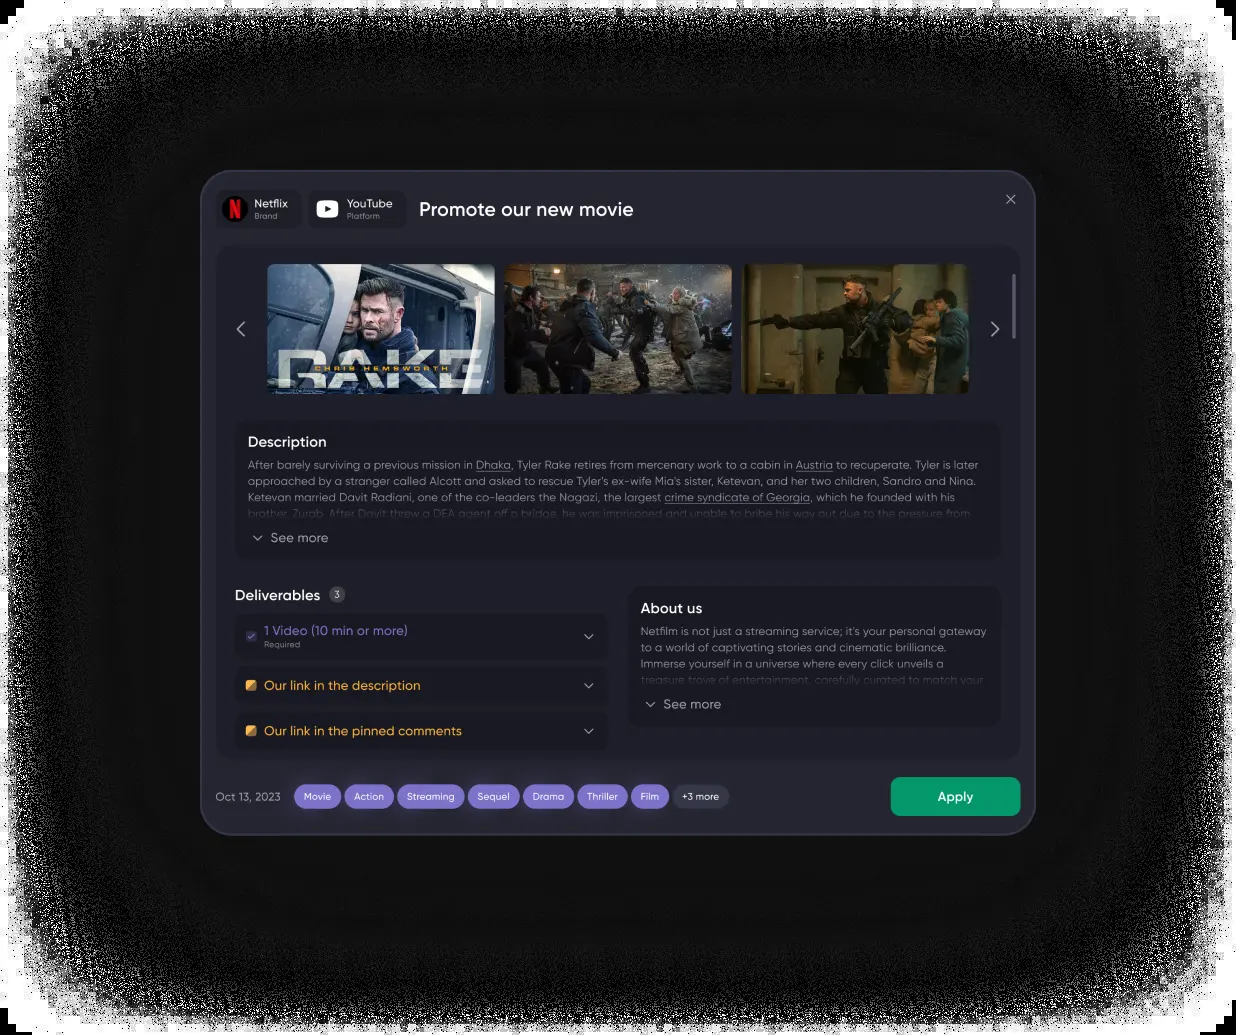 Netflix
Brand
YouTube
Platform
Promote our new movie
RAKE
CHRIS HEMSWORTH
Description
After barely surviving a previous mission in Dhaka, Tyler Rake retires from mercenary work to a cabin in Austria to recuperate. Tyler is later
approached by a stranger called Alcott and asked to rescue Tyler's ex-wife Mia's sister, Ketevan, and her two children, Sandro and Nina.
Ketevan married Davit Radiani, one of the co-leaders the Nagazi, the largest crime syndicate of Georgia, which he founded with his
brother, Zurab. After Davit threw a DEA agent off a bridge, he was imprisoned and unable to bribe his way out due to the pressure from
See more
Deliverables 3
1 Video (10 min or more)
Required
Our link in the description
Our link in the pinned comments
About us
Netfilm is not just a streaming service; it's your personal gateway
to a world of captivating stories and cinematic brilliance.
Immerse yourself in a universe where every click unveils a
treasure trove of entertainment, carefully curated to match your
See more
Oct 13, 2023
Movie
Action
Streaming
Sequel
Drama
Thriller
Film
+3 more
Apply